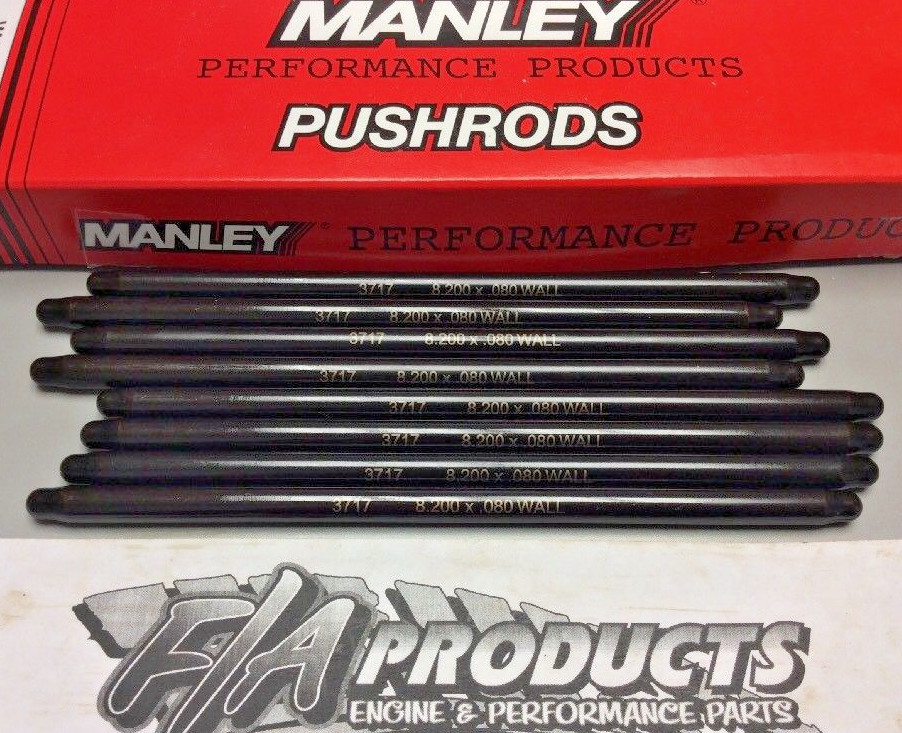 MANLEY ®
PERFORMANCE PRODUCTS
PUSHRODS
MANLEY ® PERFORMANCE PRODUC
3717 8.200 x .080 WALL
3717 8.200 x .080 WALL
3717 8.200 x .080 WALL
3717 8.200 x .080 WALL
3717 8.200 x .080 WALL
3717 8.200 x .080 WALL
3717 8.200 x .080 WALL
3717 8.200 x .080 WALL
F/A PRODUCTS
ENGINE & PERFORMANCE PARTS